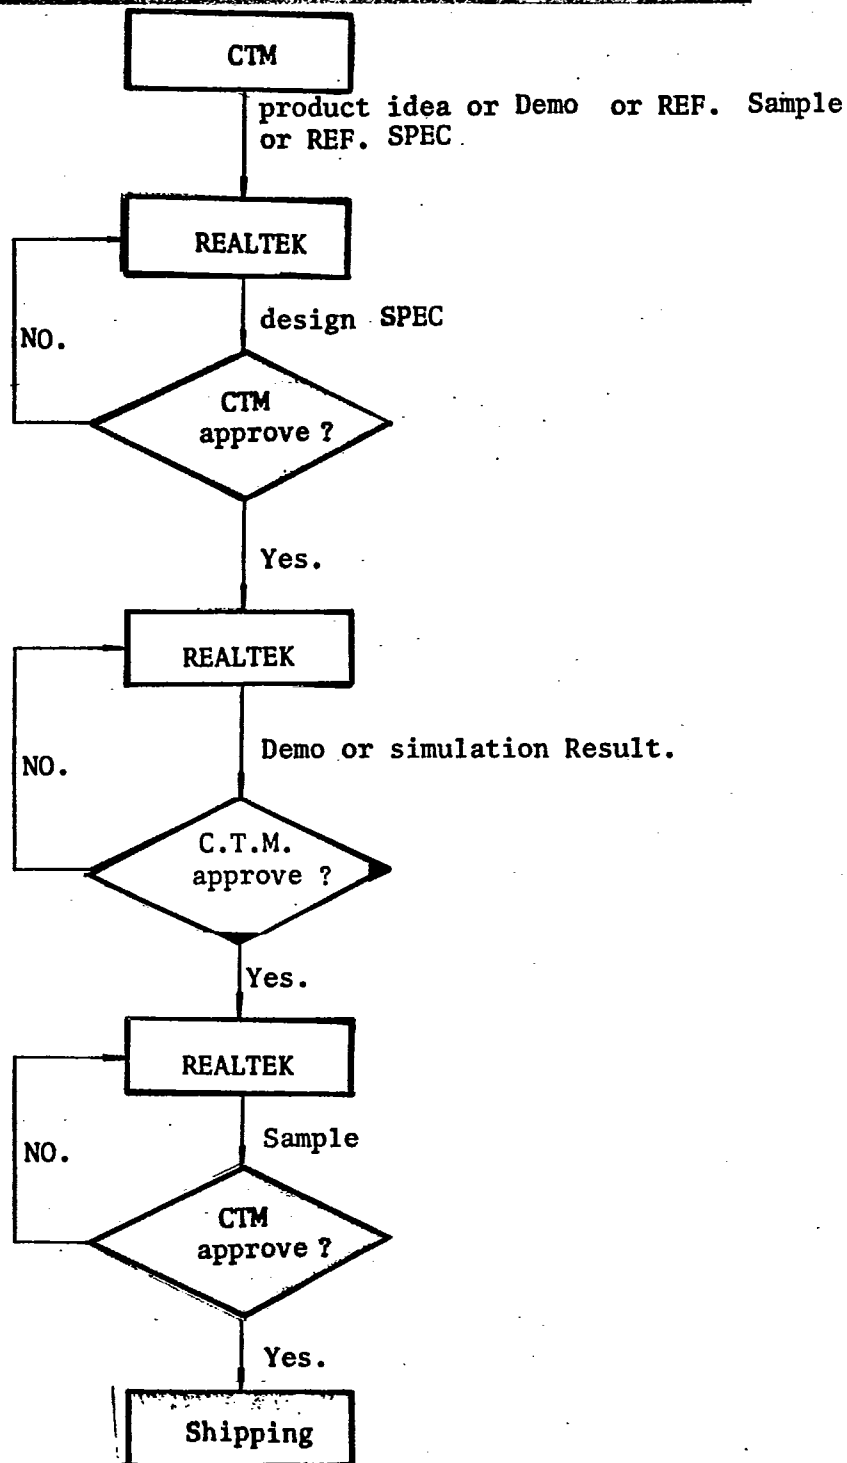 CTM
product idea or Demo or REF. Sample
or REF. SPEC
REALTEK
design SPEC
NO.
CTM
approve ?
Yes.
REALTEK
Demo or simulation Result.
NO.
C.T.M.
approve ?
Yes.
REALTEK
Sample
NO.
CTM
approve ?
Yes.
Shipping